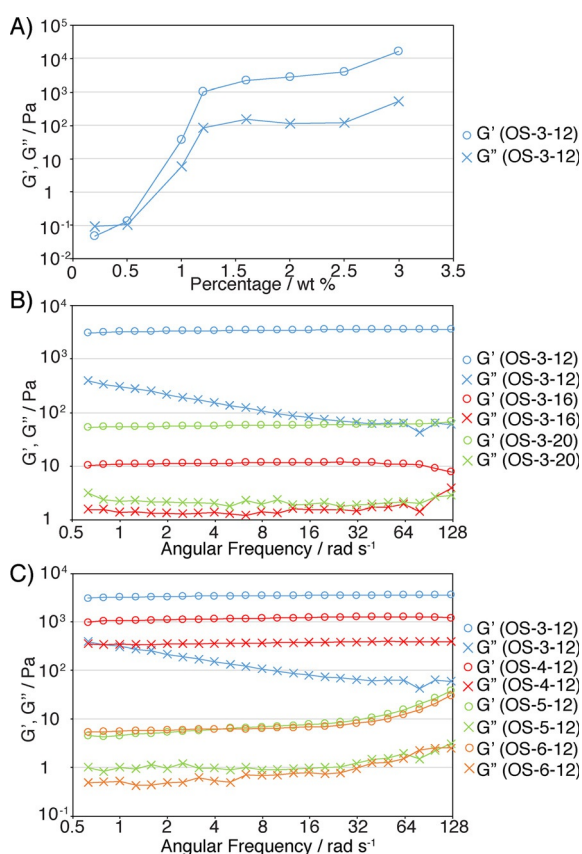 A)
G', G" / Pa
10⁵
10⁴
10³
10²
10
1
10⁻¹
10⁻²
0 0.5 1 1.5 2 2.5 3 3.5
Percentage / wt %
G' (OS-3-12)
G" (OS-3-12)
B)
G', G" / Pa
10⁴
10³
10²
10
1
0.5 1 2 4 8 16 32 64 128
Angular Frequency / rad s⁻¹
G' (OS-3-12)
G" (OS-3-12)
G' (OS-3-16)
G" (OS-3-16)
G' (OS-3-20)
G" (OS-3-20)
C)
G', G" / Pa
10⁴
10³
10²
10
1
10⁻¹
0.5 1 2 4 8 16 32 64 128
Angular Frequency / rad s⁻¹
G' (OS-3-12)
G" (OS-3-12)
G' (OS-4-12)
G" (OS-4-12)
G' (OS-5-12)
G" (OS-5-12)
G' (OS-6-12)
G" (OS-6-12)